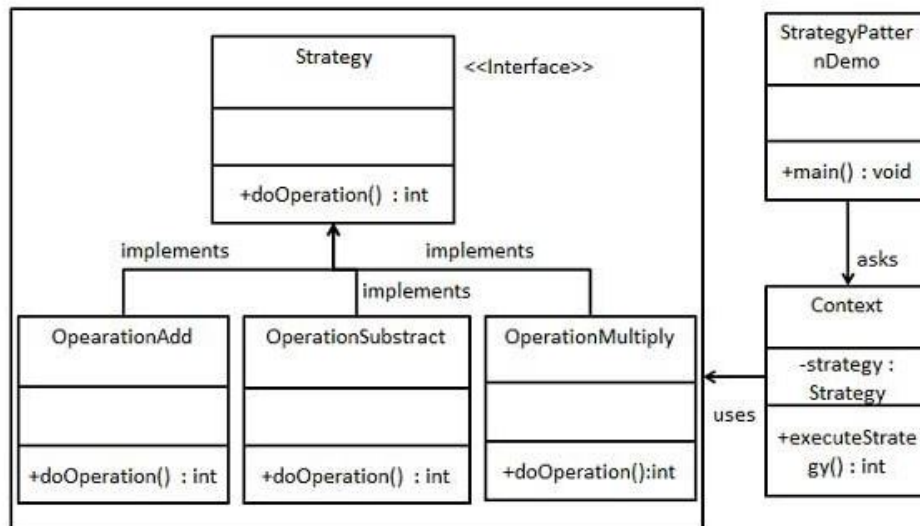 Strategy
<<Interface>>
+doOperation() : int
implements
implements
implements
OpearationAdd
+doOperation() : int
OperationSubstract
+doOperation() : int
OperationMultiply
+doOperation():int
StrategyPatter
nDemo
+main() : void
asks
Context
-strategy :
Strategy
+executeStrate
gy() : int
uses